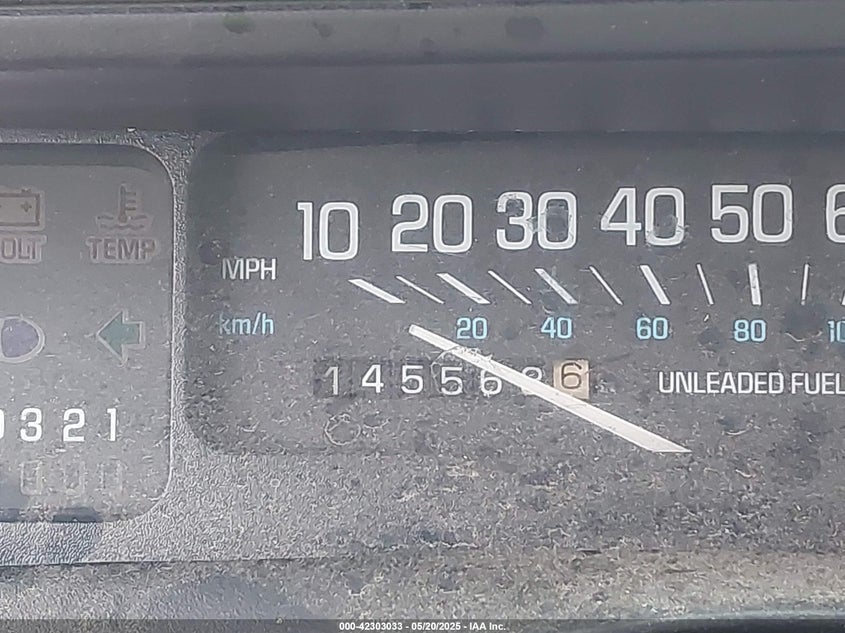 10 20 30 40 50
VOLT TEMP
MPH
km/h 20 40 60 80
UNLEADED FUEL
321
000-42303033 - 05/20/2025 - IAA Inc.